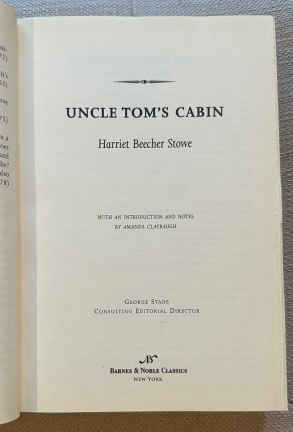 UNCLE TOM'S CABIN
Harriet Beecher Stowe
WITH AN INTRODUCTION AND NOTES
BY AMANDA CLAYBAUGH
GEORGE STADE
CONSULTING EDITORIAL DIRECTOR
BARNES & NOBLE CLASSICS
NEW YORK